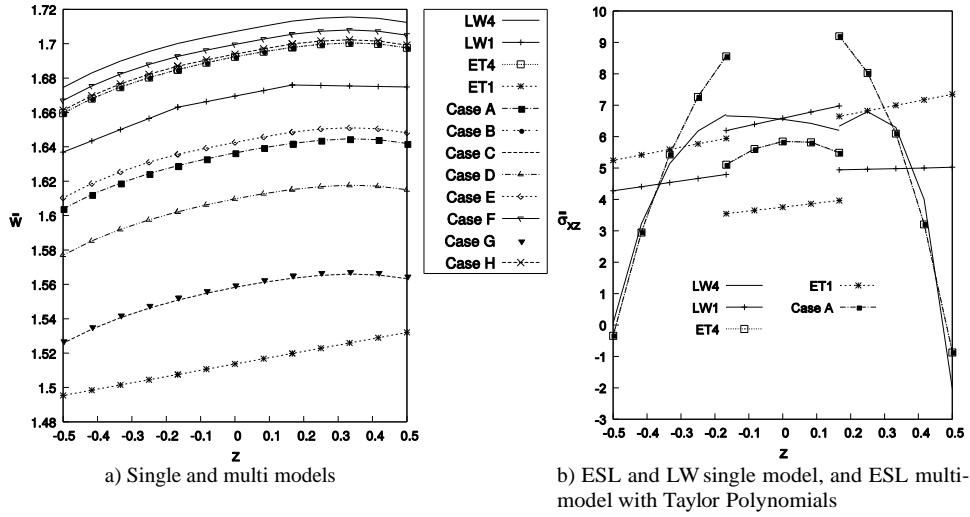 1.72
1.7
1.68
1.66
1.64
1.62
1.6
1.58
1.56
1.54
1.52
1.5
1.48
w̄
-0.5 -0.4 -0.3 -0.2 -0.1 0 0.1 0.2 0.3 0.4 0.5
z
LW4
LW1
ET4
ET1
Case A
Case B
Case C
Case D
Case E
Case F
Case G
Case H
a) Single and multi models
10
9
8
7
6
5
4
3
2
1
0
-1
-2
-3
σ̄xz
LW4
LW1
ET4
ET1
Case A
-0.5 -0.4 -0.3 -0.2 -0.1 0 0.1 0.2 0.3 0.4 0.5
z
b) ESL and LW single model, and ESL multi-
model with Taylor Polynomials